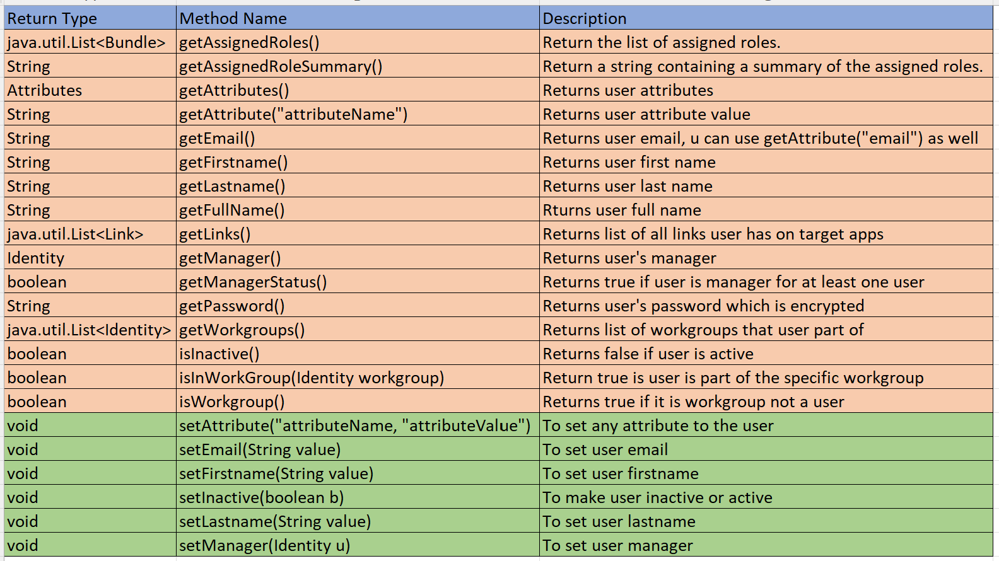 Return Type Method Name Description
java.util.List<Bundle> getAssignedRoles() Return the list of assigned roles.
String getAssignedRoleSummary() Return a string containing a summary of the assigned roles.
Attributes getAttributes() Returns user attributes
String getAttribute("attributeName") Returns user attribute value
String getEmail() Returns user email, u can use getAttribute("email") as well
String getFirstname() Returns user first name
String getLastname() Returns user last name
String getFullName() Rturns user full name
java.util.List<Link> getLinks() Returns list of all links user has on target apps
Identity getManager() Returns user's manager
boolean getManagerStatus() Returns true if user is manager for at least one user
String getPassword() Returns user's password which is encrypted
java.util.List<Identity> getWorkgroups() Returns list of workgroups that user part of
boolean isInactive() Returns false if user is active
boolean isInWorkGroup(Identity workgroup) Return true is user is part of the specific workgroup
boolean isWorkgroup() Returns true if it is workgroup not a user
void setAttribute("attributeName, "attributeValue") To set any attribute to the user
void setEmail(String value) To set user email
void setFirstname(String value) To set user firstname
void setInactive(boolean b) To make user inactive or active
void setLastname(String value) To set user lastname
void setManager(Identity u) To set user manager